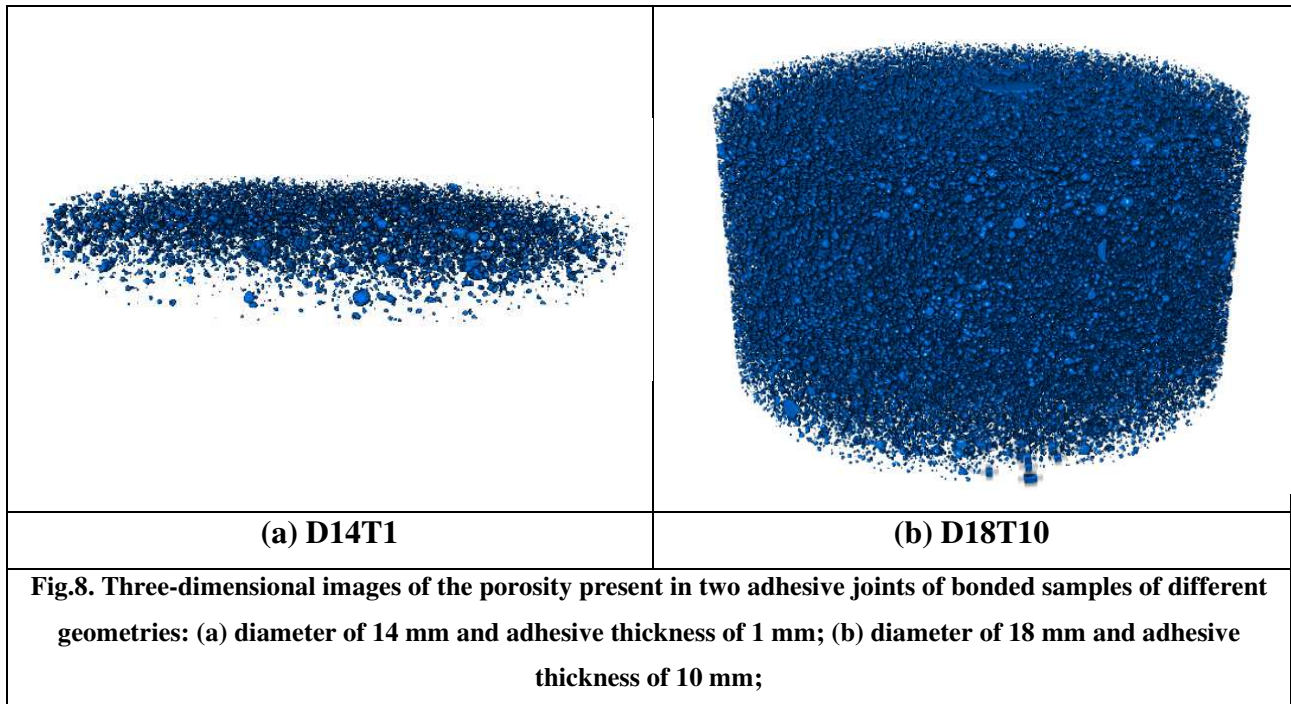 (a) D14T1
(b) D18T10
Fig.8. Three-dimensional images of the porosity present in two adhesive joints of bonded samples of different
geometries: (a) diameter of 14 mm and adhesive thickness of 1 mm; (b) diameter of 18 mm and adhesive
thickness of 10 mm;